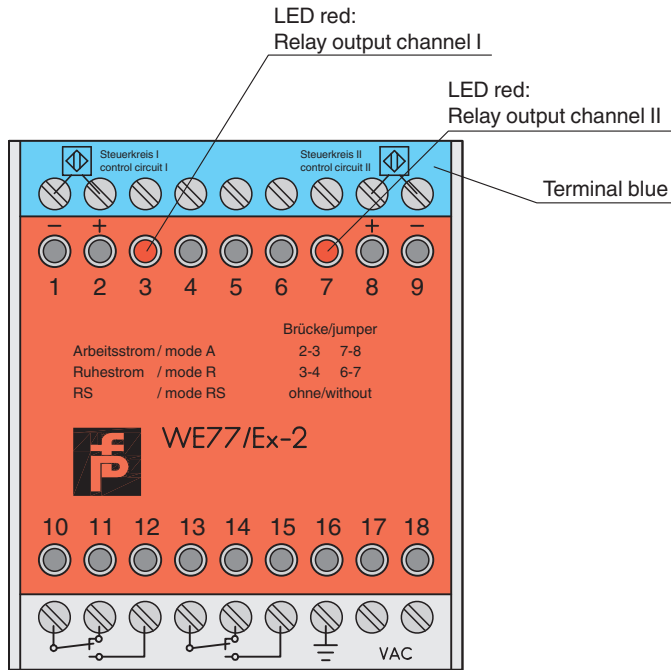 LED red:
Relay output channel I
LED red:
Relay output channel II
Steuerkreis I
control circuit I
Steuerkreis II
control circuit II
Terminal blue
− + + −
1 2 3 4 5 6 7 8 9
Brücke/jumper
Arbeitsstrom / mode A 2-3 7-8
Ruhestrom / mode R 3-4 6-7
RS / mode RS ohne/without
WE77/Ex-2
10 11 12 13 14 15 16 17 18
VAC